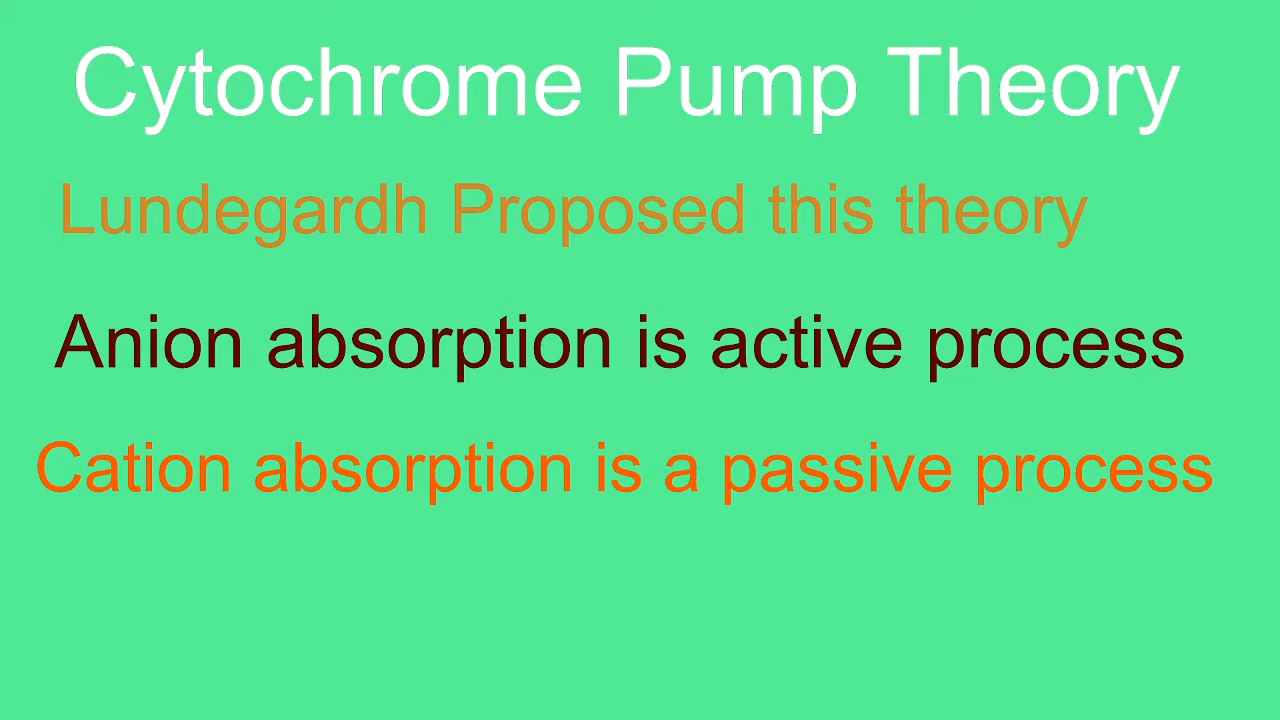 Cytochrome Pump Theory
Lundegardh Proposed this theory
Anion absorption is active process
Cation absorption is a passive process